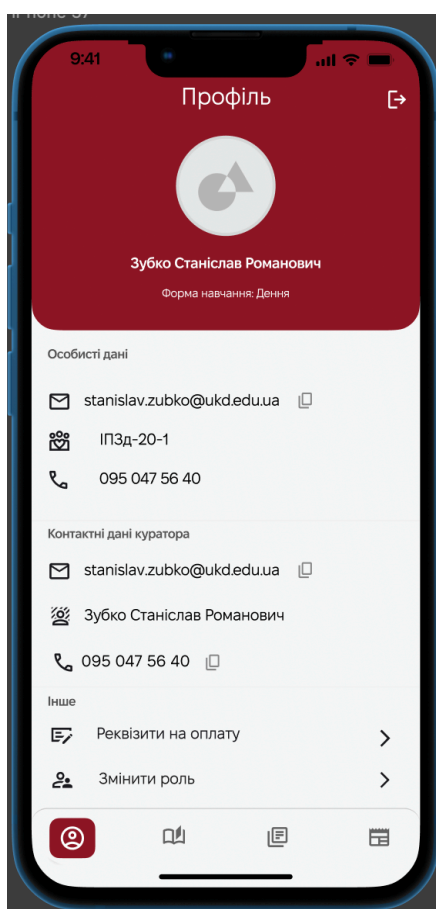 9:41
Профіль
Зубко Станіслав Романович
Форма навчання: Дення
Особисті дані
stanislav.zubko@ukd.edu.ua
ІПЗд-20-1
095 047 56 40
Контактні дані куратора
stanislav.zubko@ukd.edu.ua
Зубко Станіслав Романович
095 047 56 40
Інше
Реквізити на оплату
Змінити роль